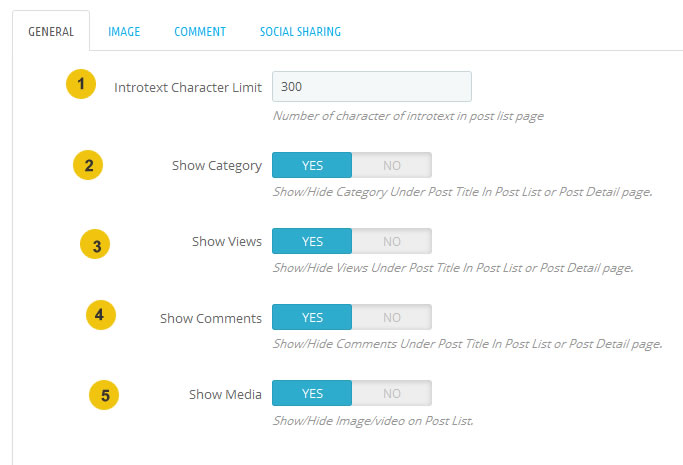 GENERAL IMAGE COMMENT SOCIAL SHARING
1 Introtext Character Limit 300
Number of character of introtext in post list page
2 Show Category YES NO
Show/Hide Category Under Post Title In Post List or Post Detail page.
3 Show Views YES NO
Show/Hide Views Under Post Title In Post List or Post Detail page.
4 Show Comments YES NO
Show/Hide Comments Under Post Title In Post List or Post Detail page.
5 Show Media YES NO
Show/Hide Image/video on Post List.